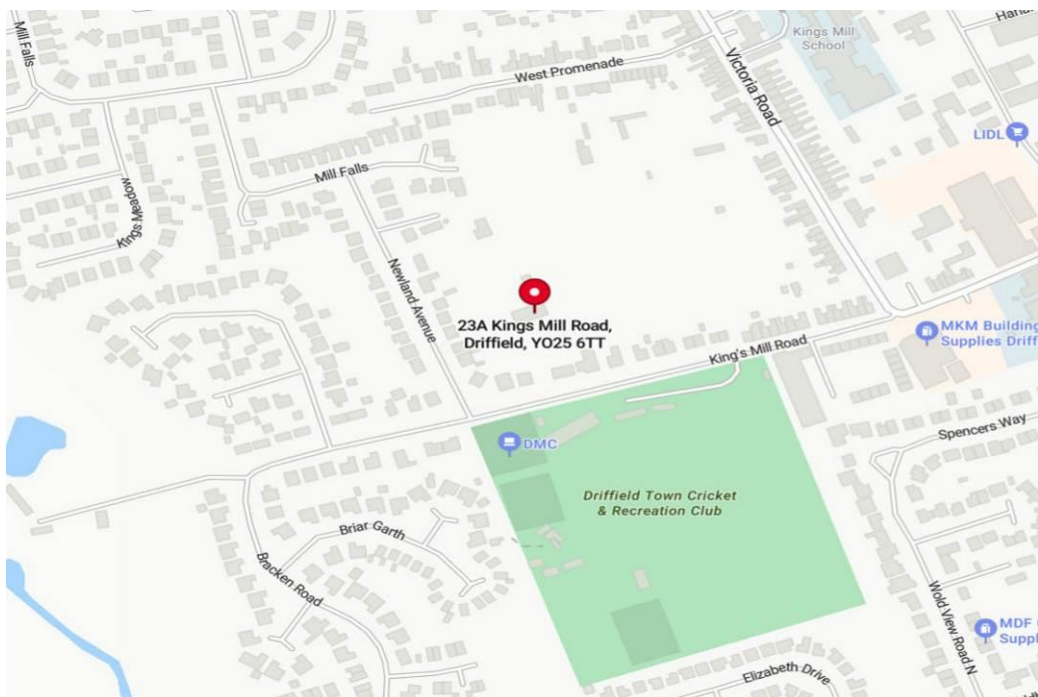 Mill Falls
West Promenade
Kings Mill
School
Victoria Road
LIDL
Mill Falls
Kings Meadow
Newland Avenue
23A Kings Mill Road,
Driffield, YO25 6TT
King's Mill Road
MKM Building
Supplies Driff
Spencers Way
DMC
Driffield Town Cricket
& Recreation Club
Briar Garth
Bracken Road
Wold View Road N
MDF
Suppl
Elizabeth Drive